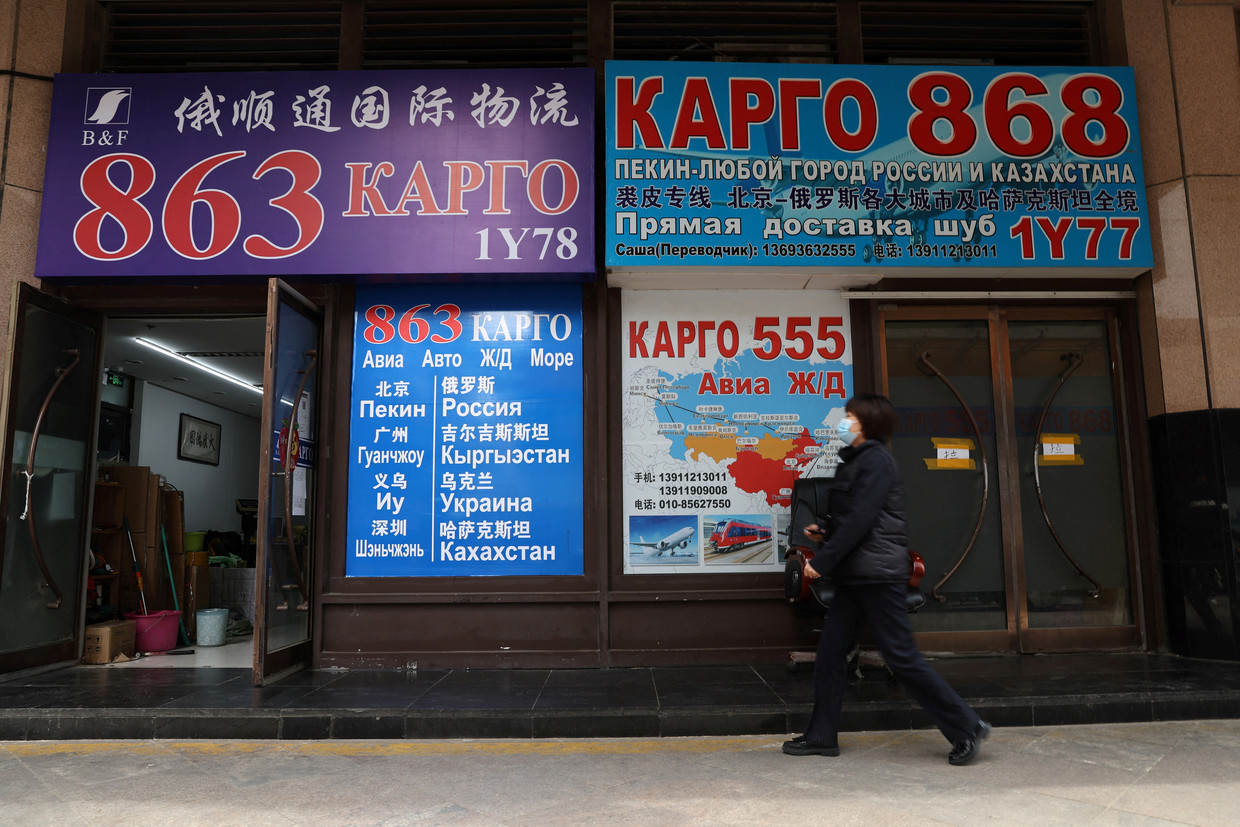 B&F
俄顺通国际物流
863 КАРГО
1Y78
КАРГО 868
ПЕКИН-ЛЮБОЙ ГОРОД РОССИИ И КАЗАХСТАНА
裘皮专线 北京-俄罗斯各大城市及哈萨克斯坦全境
Прямая доставка шуб 1Y77
Саша(Переводчик): 13693632555 电话: 13911213011
863 КАРГО
Авиа Авто Ж/Д Море
北京 俄罗斯
Пекин Россия
广州 吉尔吉斯斯坦
Гуанчжоу Кыргызстан
义乌 乌克兰
Иу Украина
深圳 哈萨克斯坦
Шэньчжэнь Кахахстан
КАРГО 555
Авиа Ж/Д
手机: 13911213011
13911909008
电话: 010-85627550